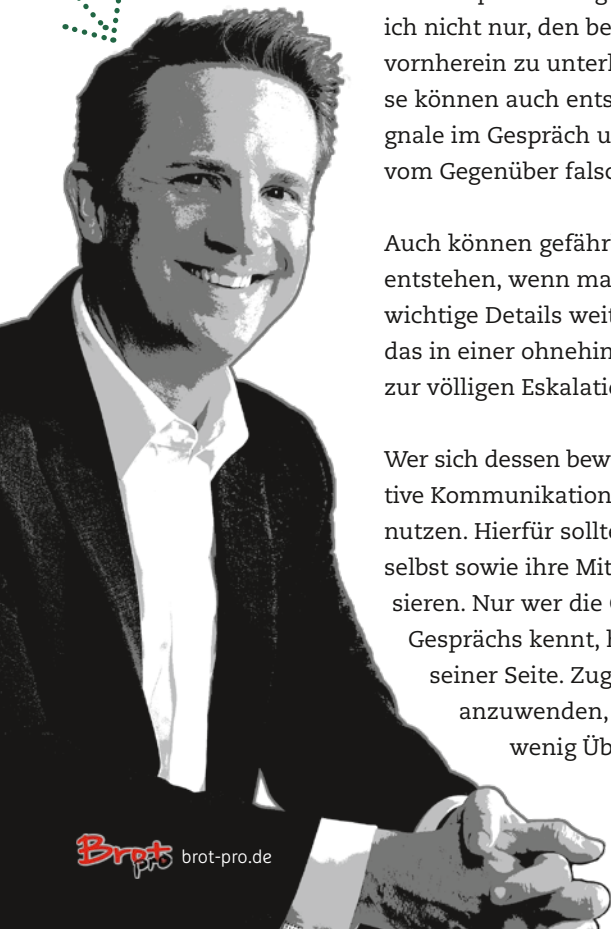 ich nicht nur, den be
vornherein zu unterl
se können auch ents
gnale im Gespräch u
vom Gegenüber falsc
Auch können gefähr
entstehen, wenn ma
wichtige Details weit
das in einer ohnehin
zur völligen Eskalati
Wer sich dessen bew
tive Kommunikation
nutzen. Hierfür sollt
selbst sowie ihre Mit
sieren. Nur wer die
Gesprächs kennt,
seiner Seite. Zug
anzuwenden,
wenig Üb
Brot pro brot-pro.de